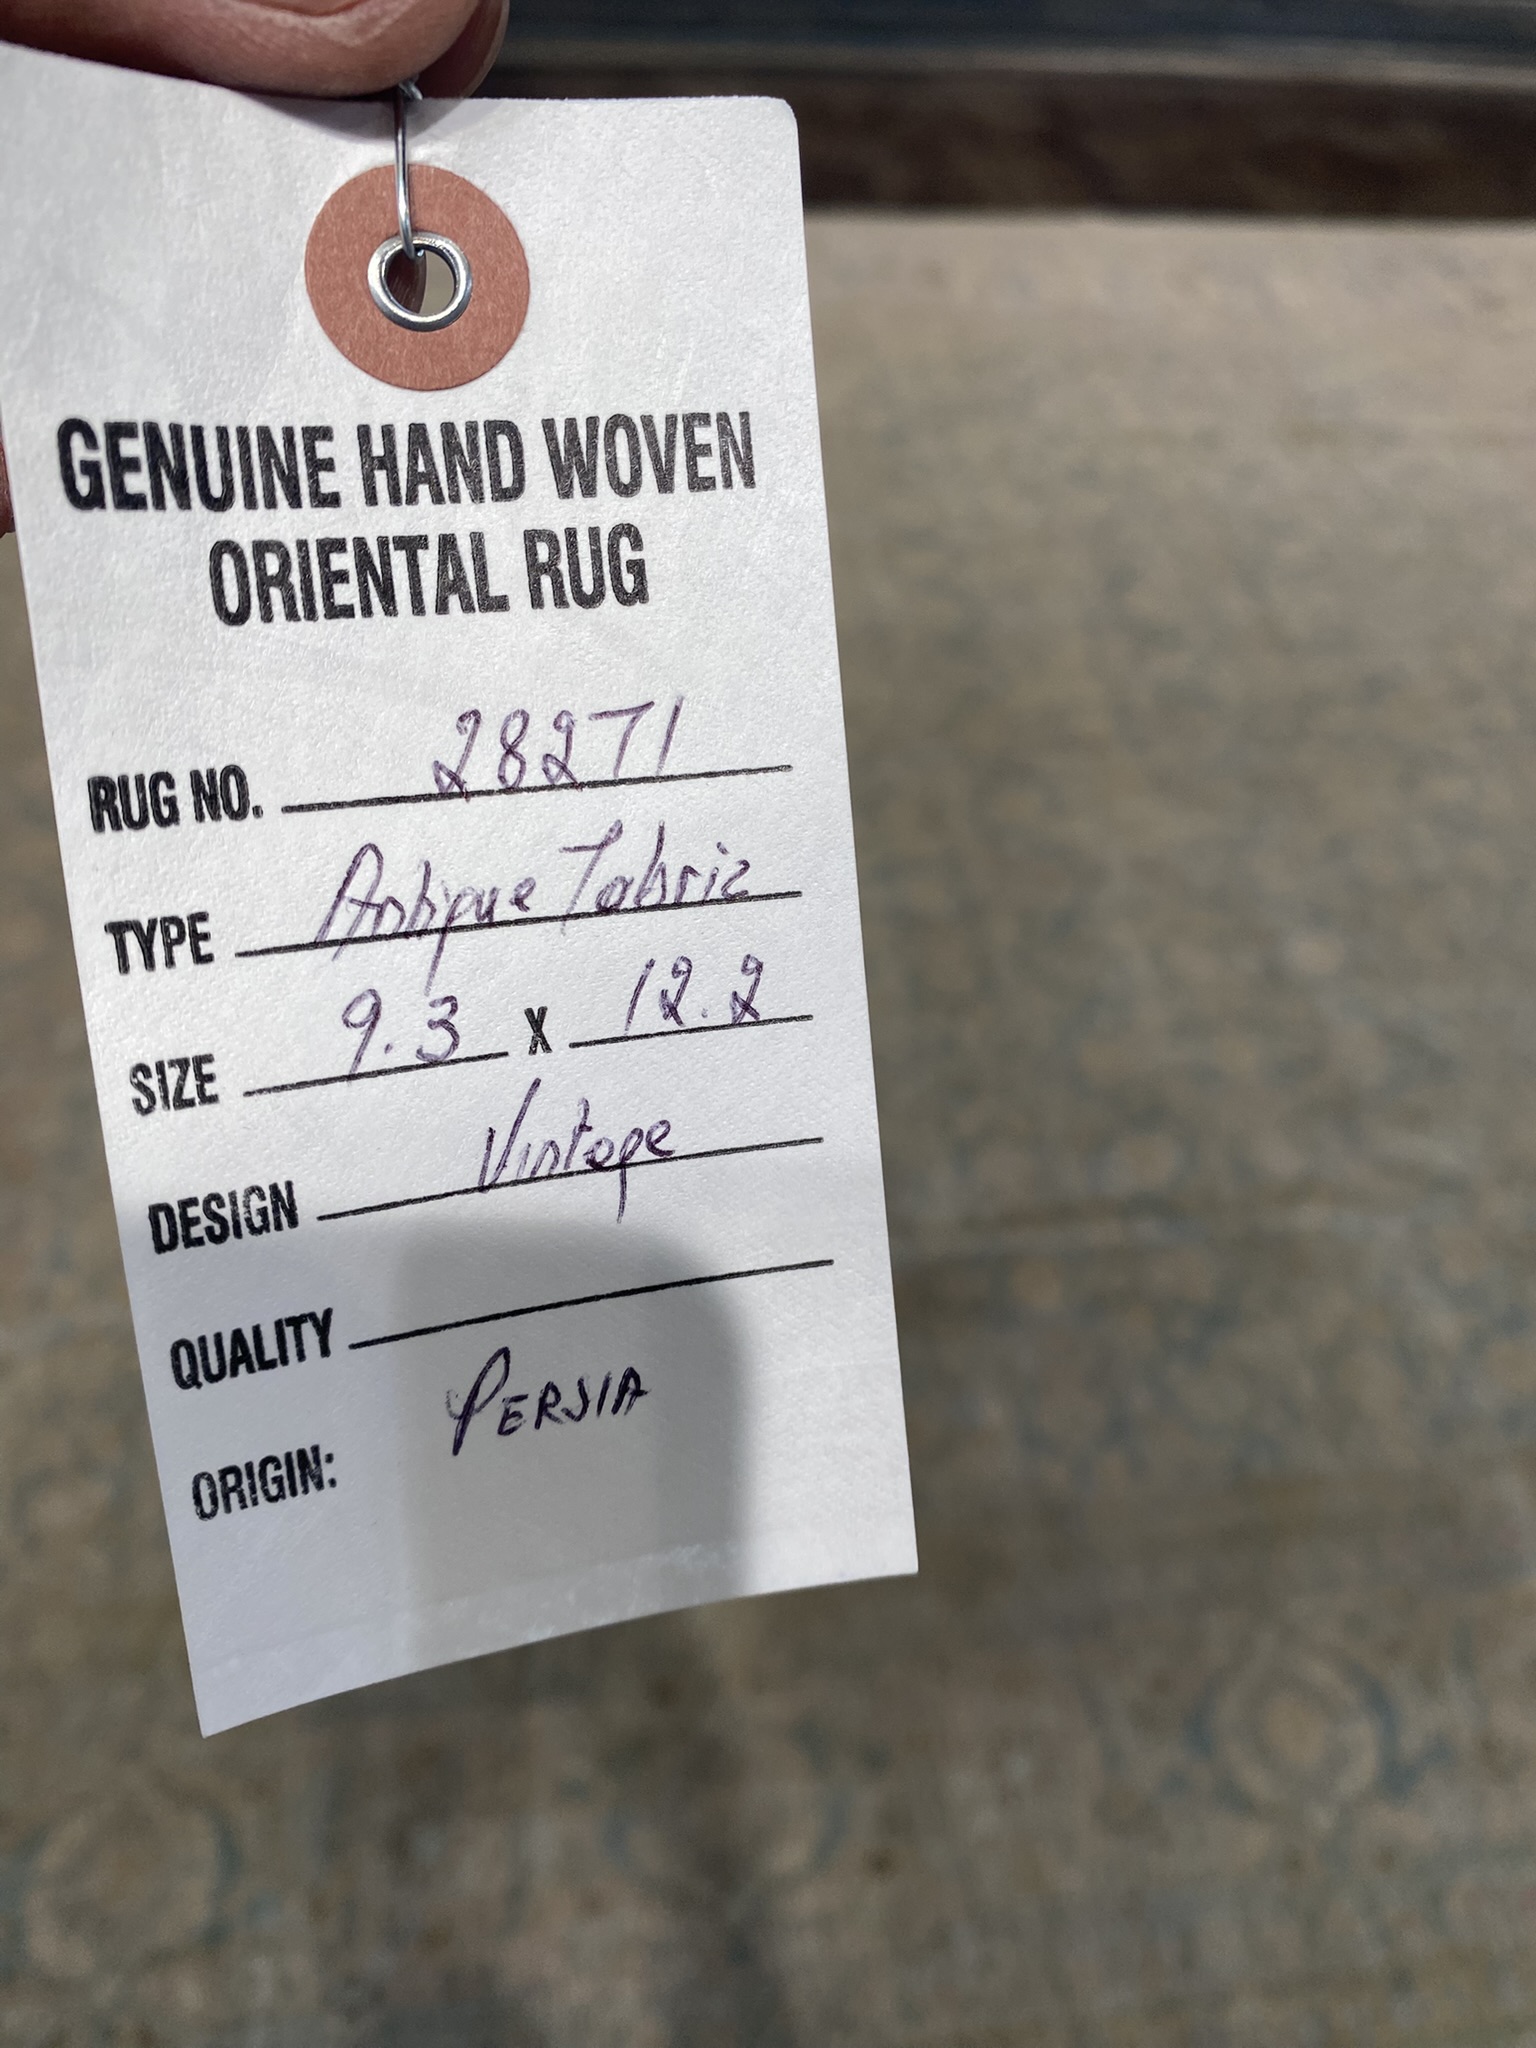 GENUINE HAND WOVEN
ORIENTAL RUG
RUG NO. 28271
TYPE Antique Tabriz
SIZE 9.3 X 12.2
DESIGN Vintage
QUALITY
ORIGIN: PERSIA